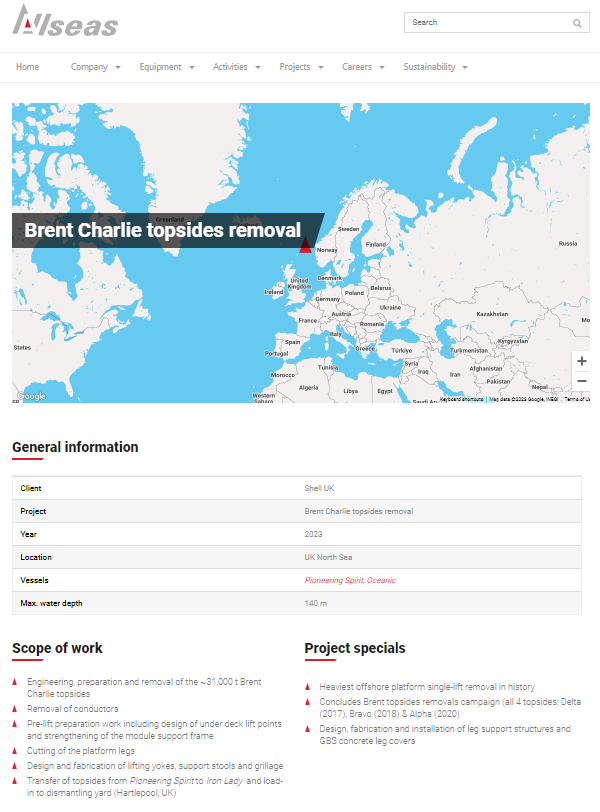 Allseas
Search
Home Company Equipment Activities Projects Careers Sustainability
Greenland
Brent Charlie topsides removal
Sweden
Norway
Finland
Russia
United
Kingdom
Denmark
Ireland
Belarus
Poland
Germany
Ukraine
Austria
France
Romania
Kazakhstan
Mo
Italy
Spain
Greece
Kyrgyzstan
States
Portugal
Türkiye
Turkmenistan
Tunisia
Syria
Afghanistan
Morocco
Iraq
Iran
Pakistan
Algeria
Libya
Egypt
Nepal
Western
Sahara
Saudi Ar
+
−
Google
Keyboard shortcuts Map data ©2023 Google, INEGI Terms of U
General information
Client Shell UK
Project Brent Charlie topsides removal
Year 2023
Location UK North Sea
Vessels Pioneering Spirit, Oceanic
Max. water depth 140 m
Scope of work
Engineering, preparation and removal of the ~31,000 t Brent
Charlie topsides
Removal of conductors
Pre-lift preparation work including design of under deck lift points
and strengthening of the module support frame
Cutting of the platform legs
Design and fabrication of lifting yokes, support stools and grillage
Transfer of topsides from Pioneering Spirit to Iron Lady and load-
in to dismantling yard (Hartlepool, UK)
Project specials
Heaviest offshore platform single-lift removal in history
Concludes Brent topsides removals campaign (all 4 topsides: Delta
(2017), Bravo (2018) & Alpha (2020)
Design, fabrication and installation of leg support structures and
GBS concrete leg covers